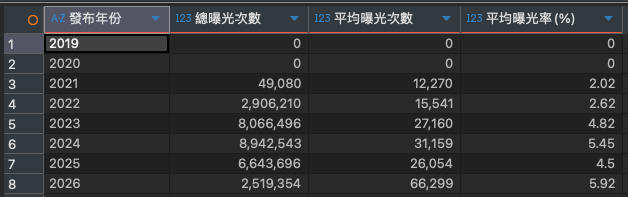 AZ 發布年份 123 總曝光次數 123 平均曝光次數 123 平均曝光率 (%)
1 2019 0 0 0
2 2020 0 0 0
3 2021 49,080 12,270 2.02
4 2022 2,906,210 15,541 2.62
5 2023 8,066,496 27,160 4.82
6 2024 8,942,543 31,159 5.45
7 2025 6,643,696 26,054 4.5
8 2026 2,519,354 66,299 5.92